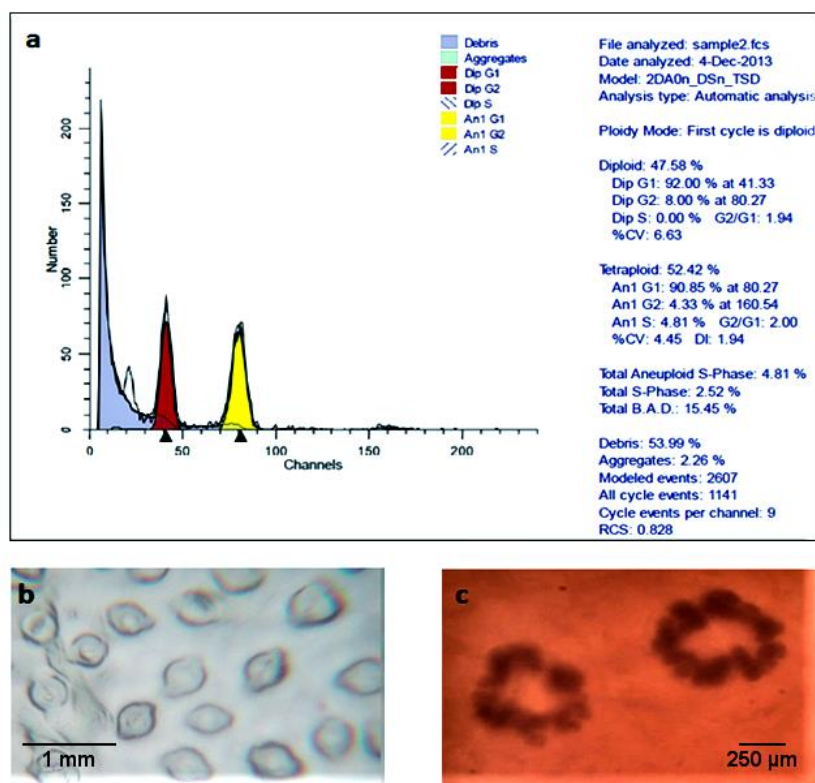 a
Debris
Aggregates
Dip G1
Dip G2
Dip S
An1 G1
An1 G2
An1 S
File analyzed: sample2.fcs
Date analyzed: 4-Dec-2013
Model: 2DA0n_DSn_TSD
Analysis type: Automatic analysis
Ploidy Mode: First cycle is diploid
Diploid: 47.58 %
Dip G1: 92.00 % at 41.33
Dip G2: 8.00 % at 80.27
Dip S: 0.00 % G2/G1: 1.94
%CV: 6.63
Tetraploid: 52.42 %
An1 G1: 90.85 % at 80.27
An1 G2: 4.33 % at 160.54
An1 S: 4.81 % G2/G1: 2.00
%CV: 4.45 DI: 1.94
Total Aneuploid S-Phase: 4.81 %
Total S-Phase: 2.52 %
Total B.A.D.: 15.45 %
Debris: 53.99 %
Aggregates: 2.26 %
Modeled events: 2607
All cycle events: 1141
Cycle events per channel: 9
RCS: 0.828
Number
200
150
100
50
0
0 50 100 150 200
Channels
b
1 mm
c
250 µm